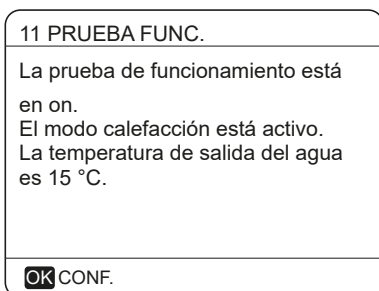 11 PRUEBA FUNC.
La prueba de funcionamiento está
en on.
El modo calefacción está activo.
La temperatura de salida del agua
es 15 °C.
OK CONF.